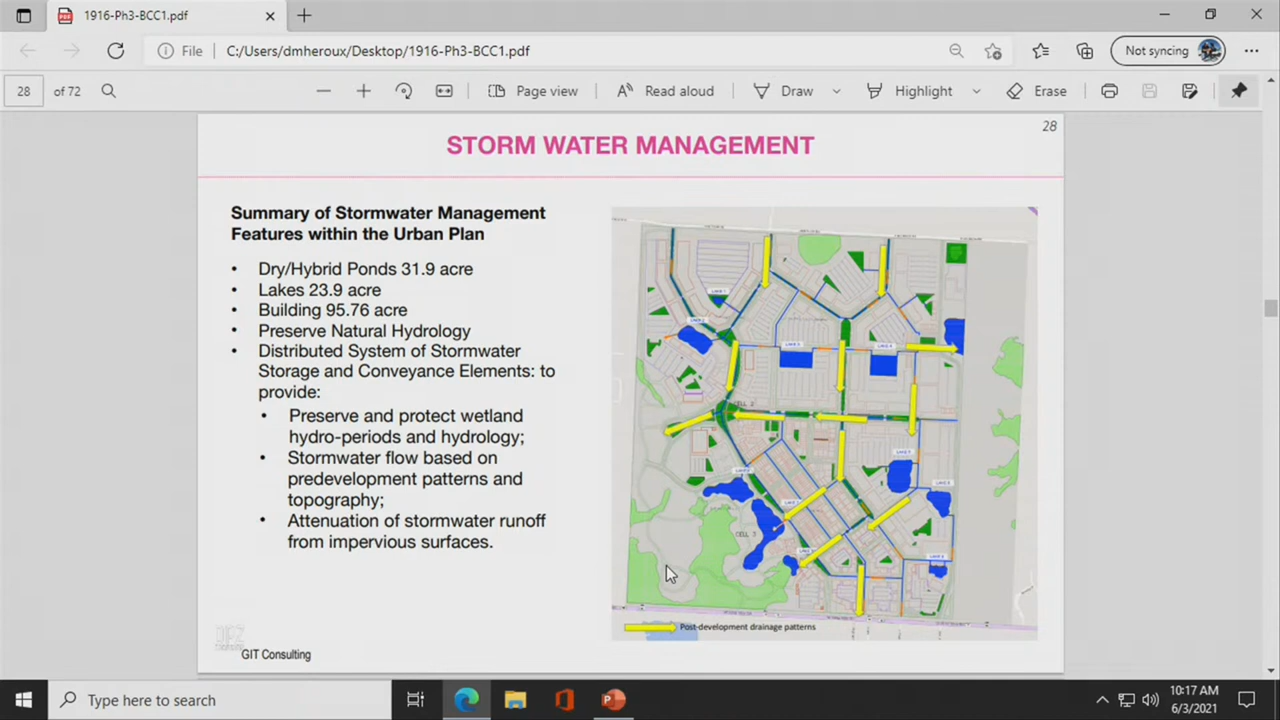 1916-Ph3-BCC1.pdf
File
C:/Users/dmheroux/Desktop/1916-Ph3-BCC1.pdf
Not syncing
28 of 72
Page view
Read aloud
Draw
Highlight
Erase
28
STORM WATER MANAGEMENT
Summary of Stormwater Management
Features within the Urban Plan
• Dry/Hybrid Ponds 31.9 acre
• Lakes 23.9 acre
• Building 95.76 acre
• Preserve Natural Hydrology
• Distributed System of Stormwater
Storage and Conveyance Elements: to
provide:
• Preserve and protect wetland
hydro-periods and hydrology;
• Stormwater flow based on
predevelopment patterns and
topography;
• Attenuation of stormwater runoff
from impervious surfaces.
CELL 2
CELL 3
Post-development drainage patterns
GIT Consulting
Type here to search
10:17 AM
6/3/2021